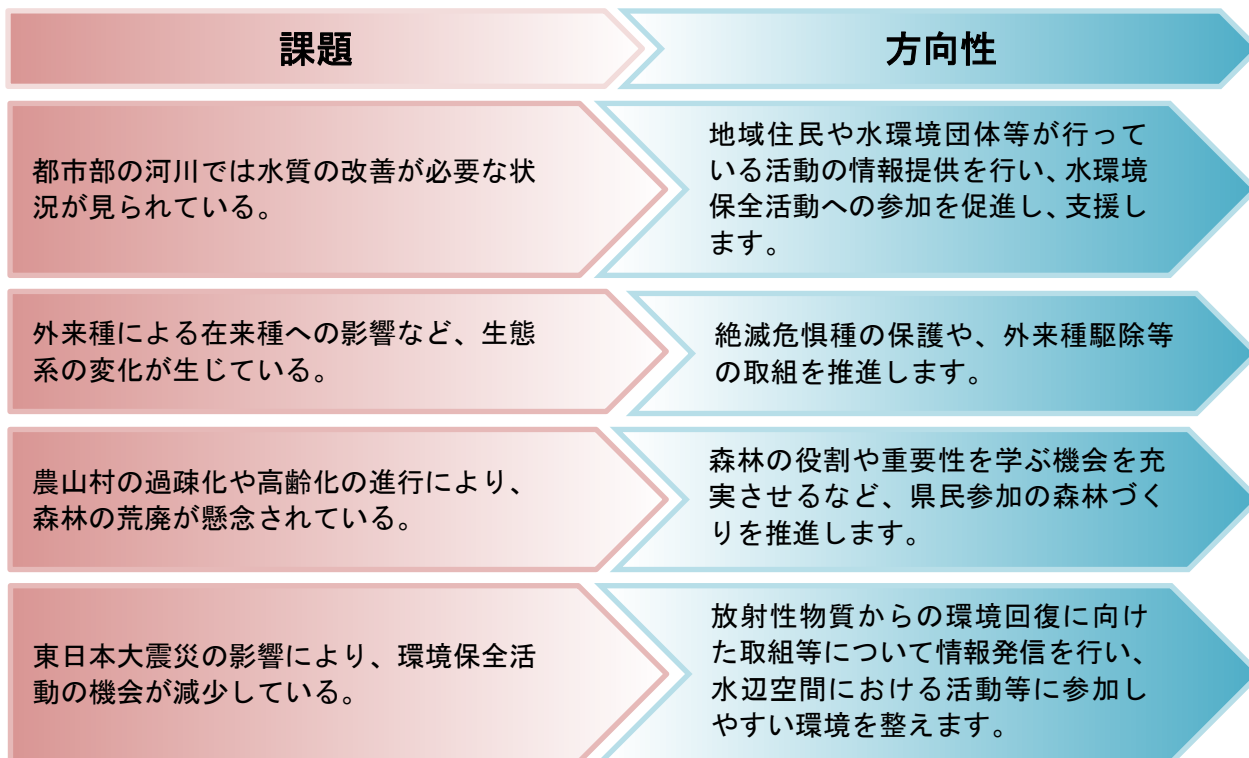 課題
方向性
都市部の河川では水質の改善が必要な状
況が見られている。
地域住民や水環境団体等が行って
いる活動の情報提供を行い、水環境
保全活動への参加を促進し、支援し
ます。
外来種による在来種への影響など、生態
系の変化が生じている。
絶滅危惧種の保護や、外来種駆除等
の取組を推進します。
農山村の過疎化や高齢化の進行により、
森林の荒廃が懸念されている。
森林の役割や重要性を学ぶ機会を充
実させるなど、県民参加の森林づく
りを推進します。
東日本大震災の影響により、環境保全活
動の機会が減少している。
放射性物質からの環境回復に向け
た取組等について情報発信を行い、
水辺空間における活動等に参加し
やすい環境を整えます。